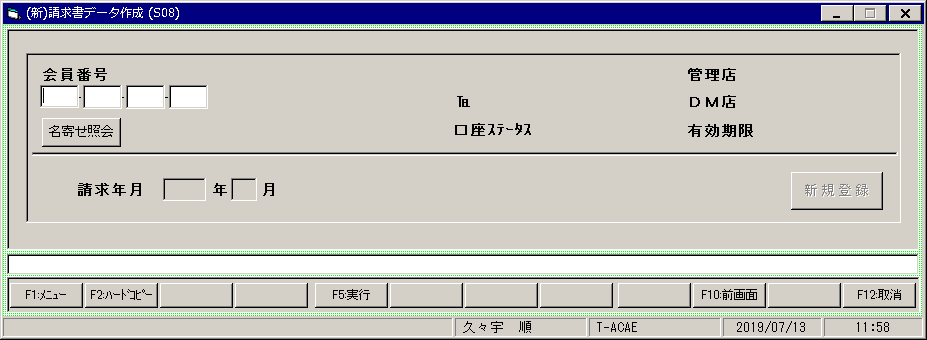 (新)請求書データ作成 (S08)
会員番号 管理店
- - -
℡ ＤＭ店
名寄せ照会 口座ｽﾃｰﾀｽ 有効期限
請求年月 年 月 新規登録
F1:ﾒﾆｭｰ F2:ﾊｰﾄﾞｺﾋﾟｰ F5:実行 F10:前画面 F12:取消
久々宇 順 T-ACAE 2019/07/13 11:58